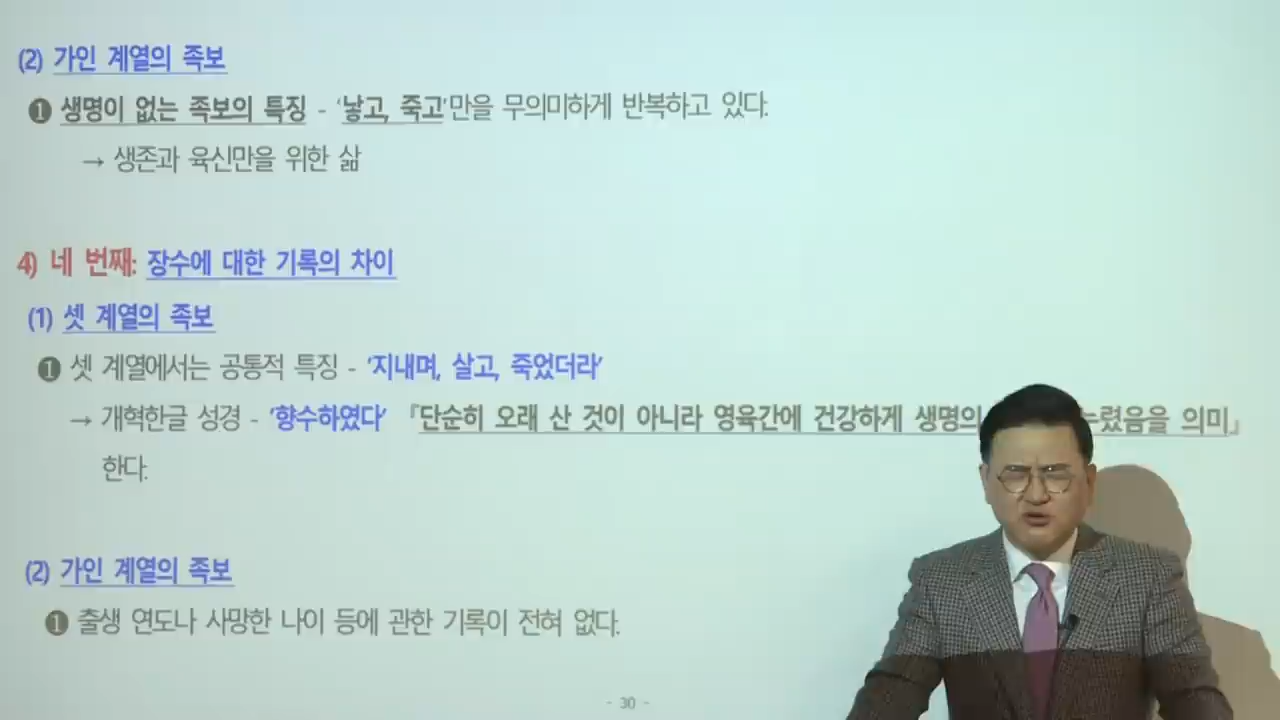 (2) 가인 계열의 족보
❶ 생명이 없는 족보의 특징 - ‘낳고, 죽고’만을 무의미하게 반복하고 있다.
→ 생존과 육신만을 위한 삶
4) 네 번째: 장수에 대한 기록의 차이
(1) 셋 계열의 족보
❶ 셋 계열에서는 공통적 특징 - ‘지내며, 살고, 죽었더라’
→ 개혁한글 성경 - ‘향수하였다’ 『단순히 오래 산 것이 아니라 영육간에 건강하게 생명의 의미』
한다.
(2) 가인 계열의 족보
❶ 출생 연도나 사망한 나이 등에 관한 기록이 전혀 없다.
- 30 -